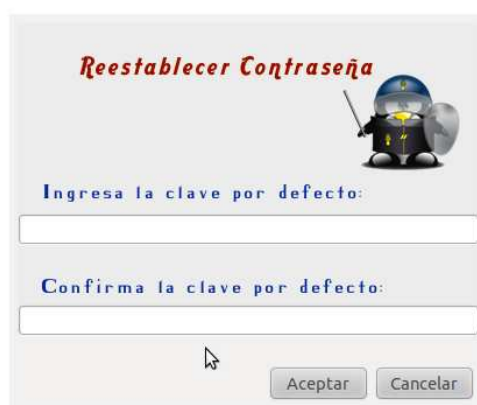 Reestablecer Contraseña
Ingresa la clave por defecto:
Confirma la clave por defecto:
Aceptar Cancelar